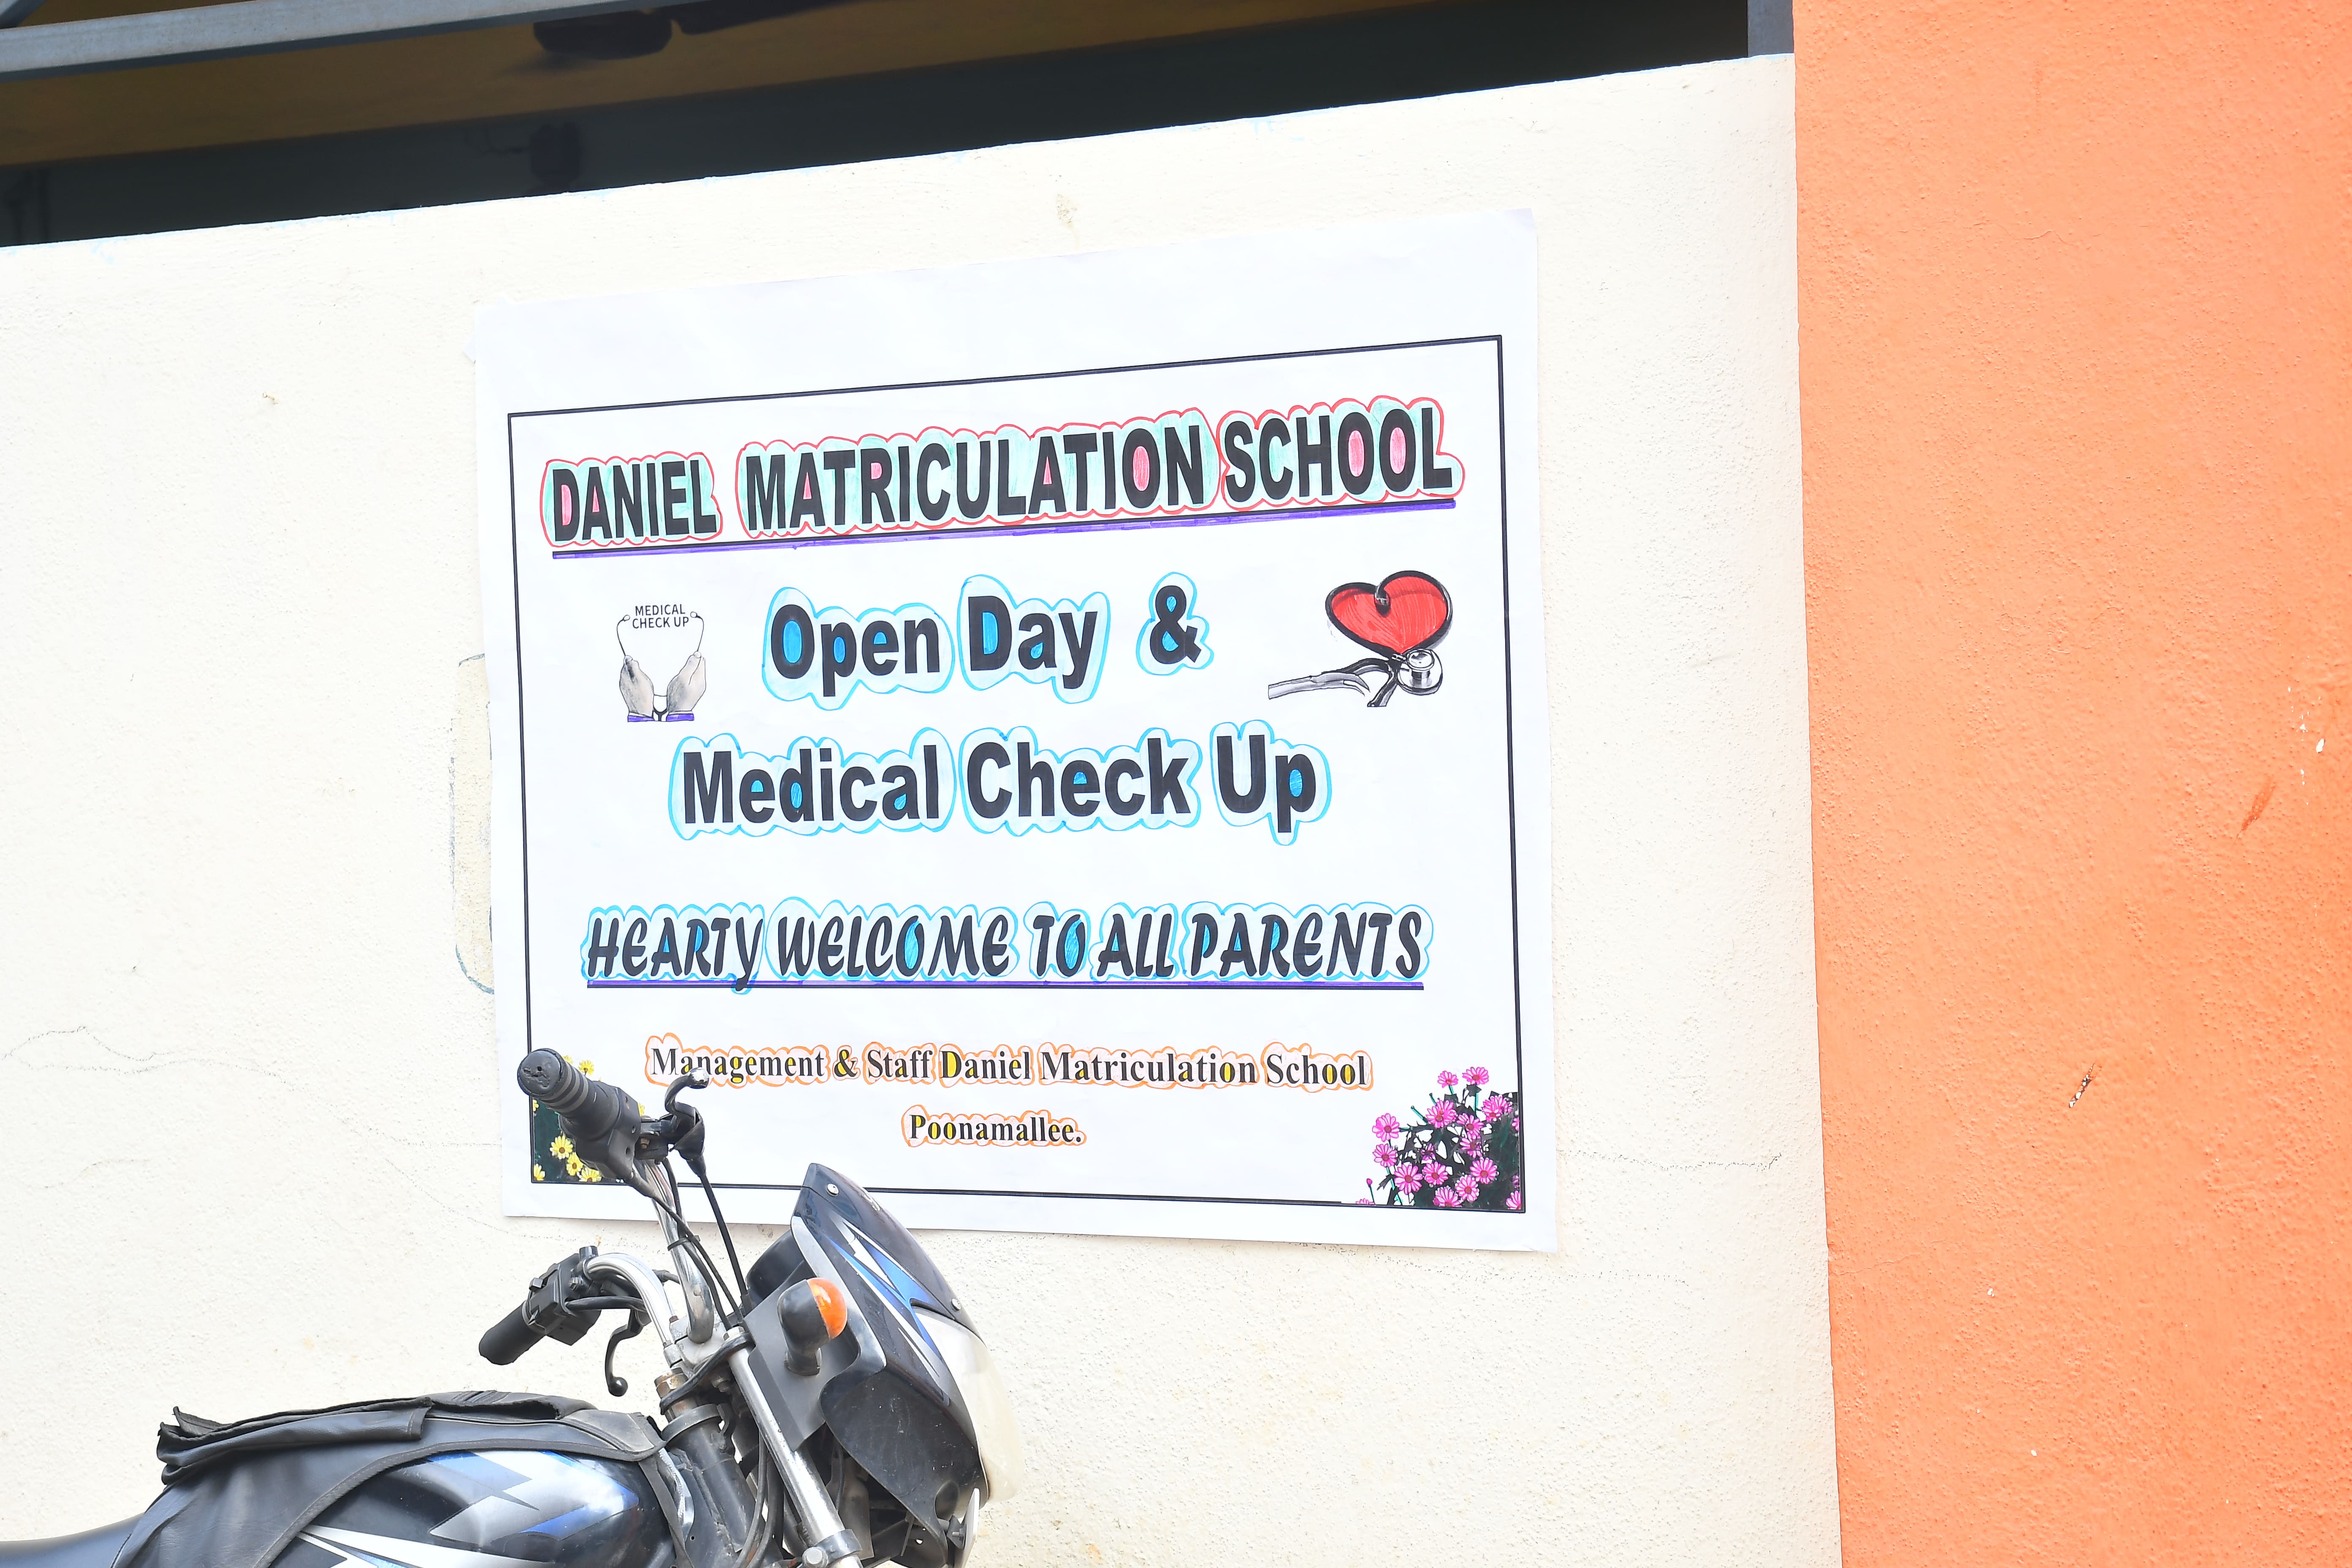 DANIEL MATRICULATION SCHOOL
MEDICAL
CHECK UP
Open Day &
Medical Check Up
HEARTY WELCOME TO ALL PARENTS
Management & Staff Daniel Matriculation School
Poonamallee.